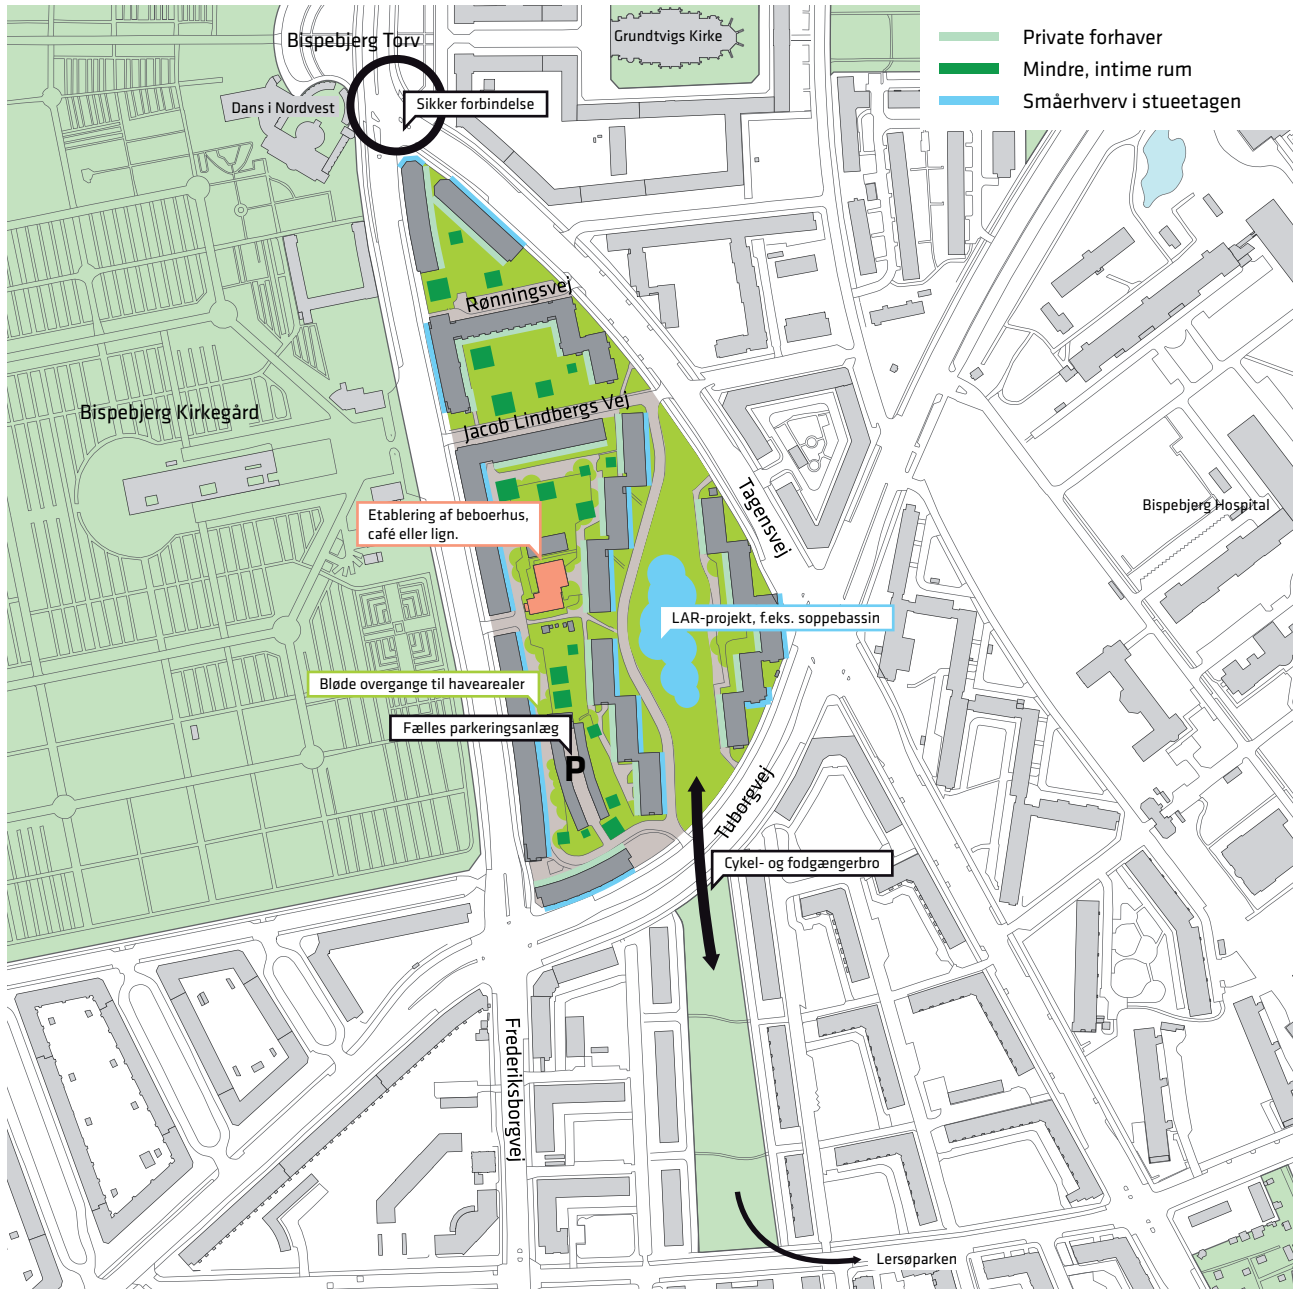 Bispebjerg Torv
Grundtvigs Kirke
Private forhaver
Mindre, intime rum
Småerhverv i stueetagen
Dans i Nordvest
Sikker forbindelse
Rønningsvej
Bispebjerg Kirkegård
Jacob Lindbergs Vej
Tagensvej
Bispebjerg Hospital
Etablering af beboerhus,
café eller lign.
LAR-projekt, f.eks. soppebassin
Bløde overgange til havearealer
Fælles parkeringsanlæg
P
Tuborgvej
Cykel- og fodgængerbro
Frederiksborgvej
Lersøparken